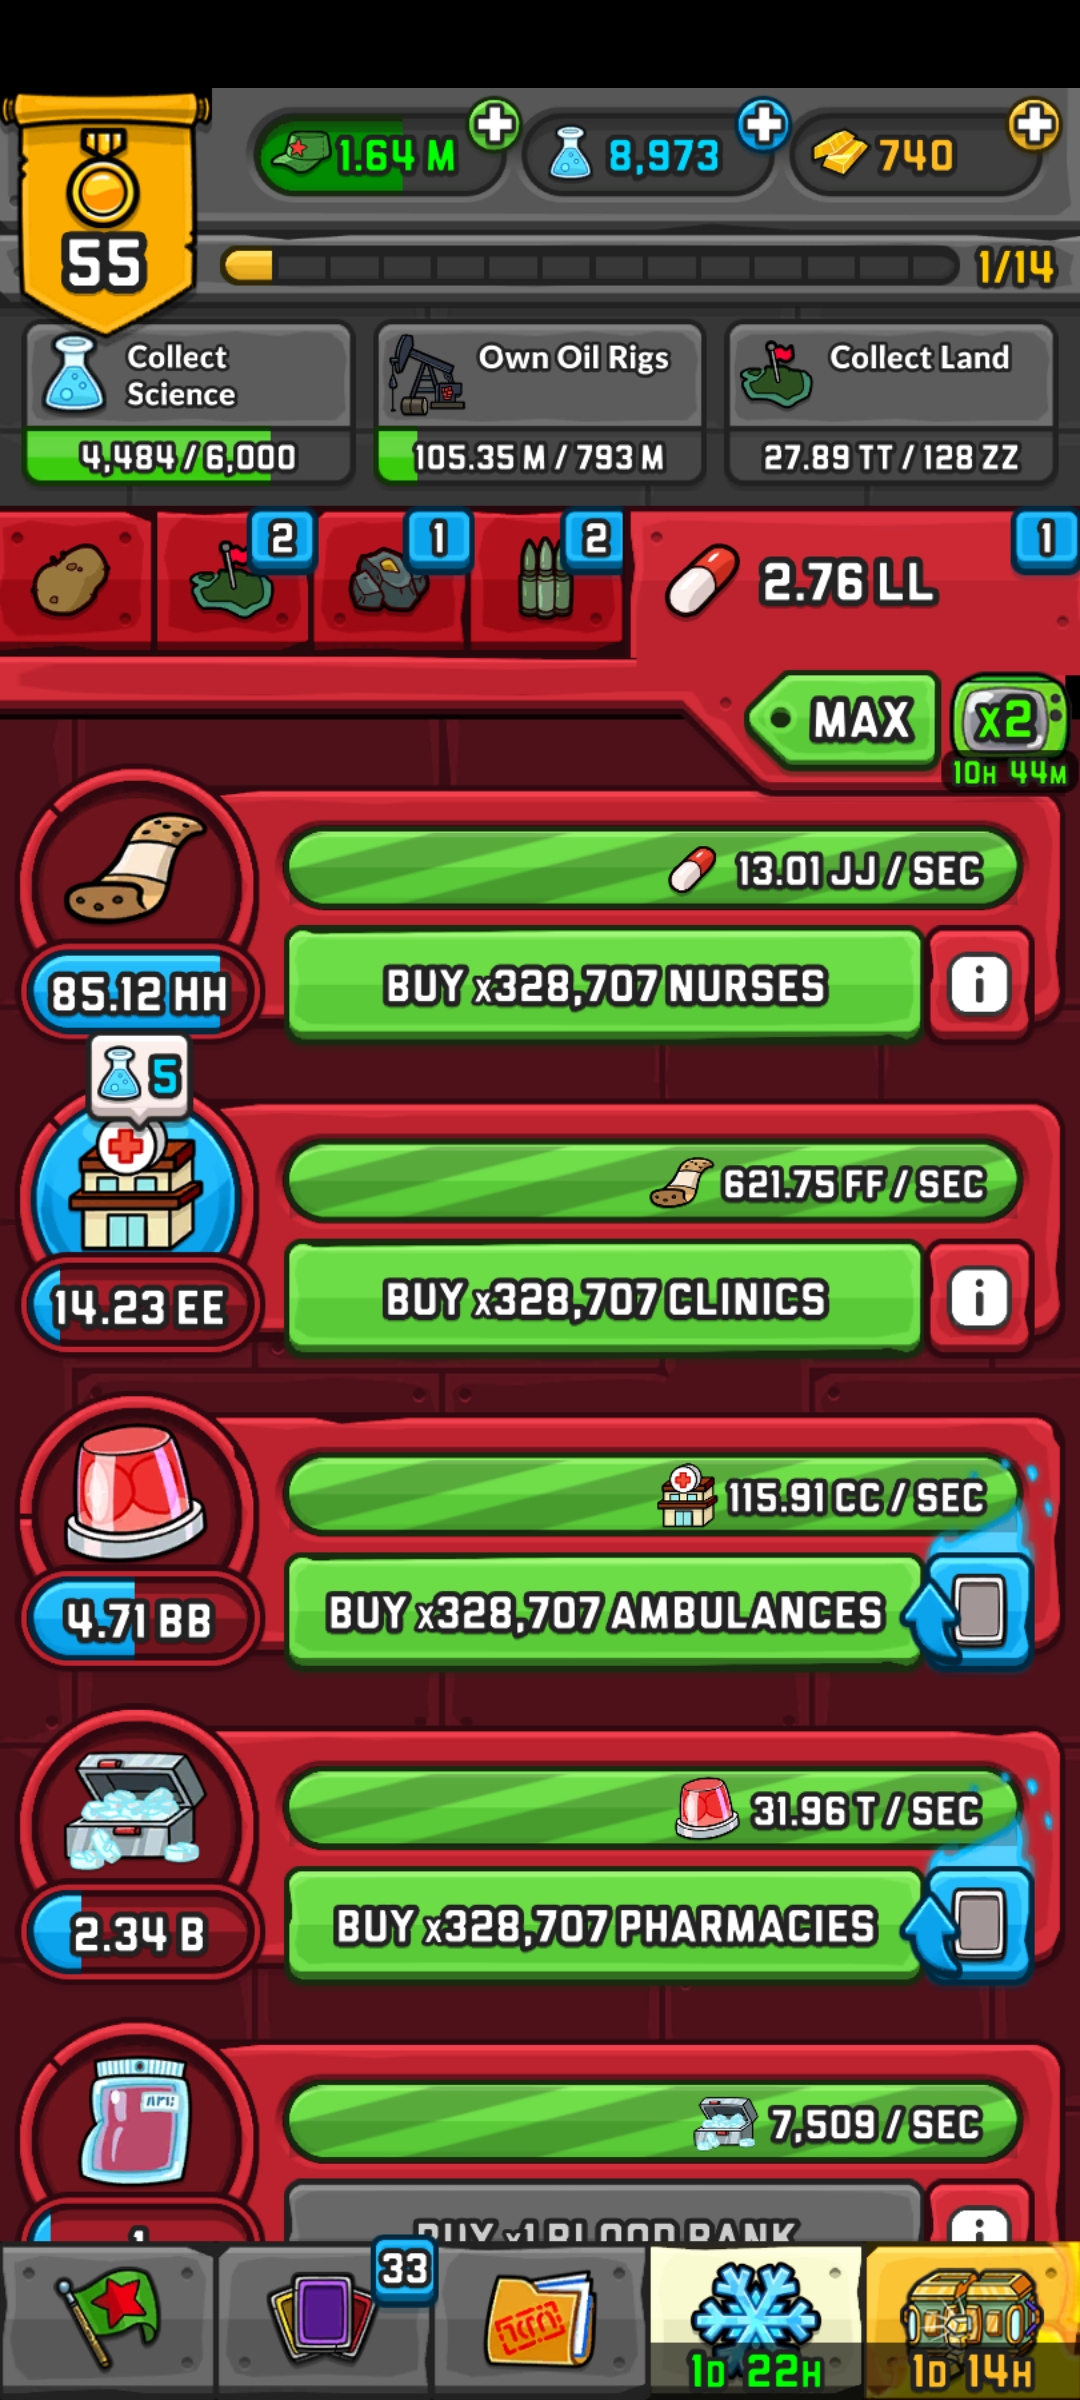 55
1.64 M
8,973
740
1/14
Collect
Science
4,484 / 6,000
Own Oil Rigs
105.35 M / 793 M
Collect Land
27.89 TT / 128 ZZ
2
1
2
2.76 LL
1
MAX
x2
10H 44M
13.01 JJ / SEC
85.12 HH
BUY x328,707 NURSES
i
5
621.75 FF / SEC
14.23 EE
BUY x328,707 CLINICS
i
115.91 CC / SEC
4.71 BB
BUY x328,707 AMBULANCES
31.96 T / SEC
2.34 B
BUY x328,707 PHARMACIES
7,509 / SEC
1
BUY x1 BLOOD BANK
i
33
1D 22H
1D 14H